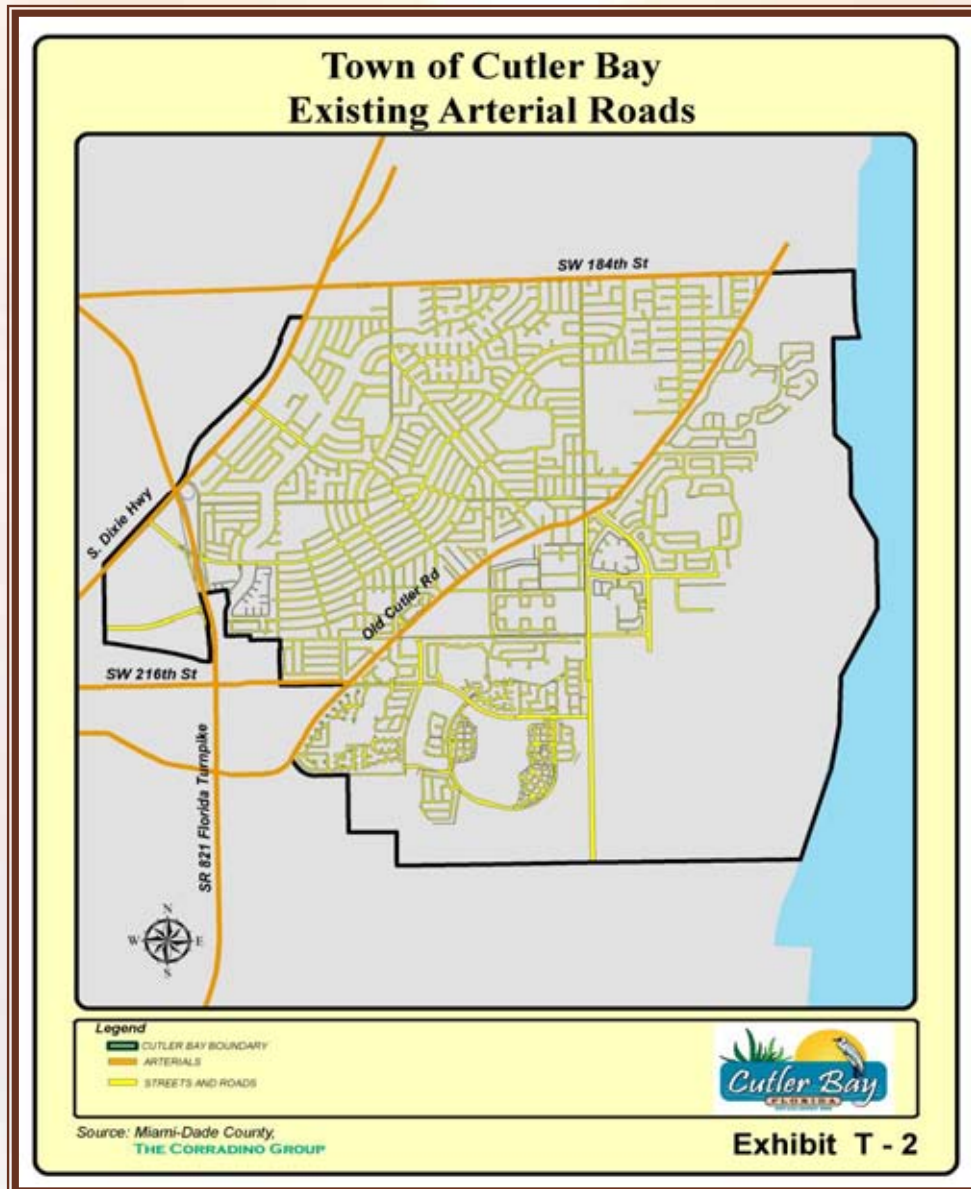 Town of Cutler Bay
Existing Arterial Roads
SW 184th St
S. Dixie Hwy
Old Cutler Rd
SW 216th St
SR 821 Florida Turnpike
N
W
E
S
Legend
CUTLER BAY BOUNDARY
ARTERIALS
STREETS AND ROADS
Cutler Bay
FLORIDA
Source: Miami-Dade County,
THE CORRADINO GROUP
Exhibit T - 2